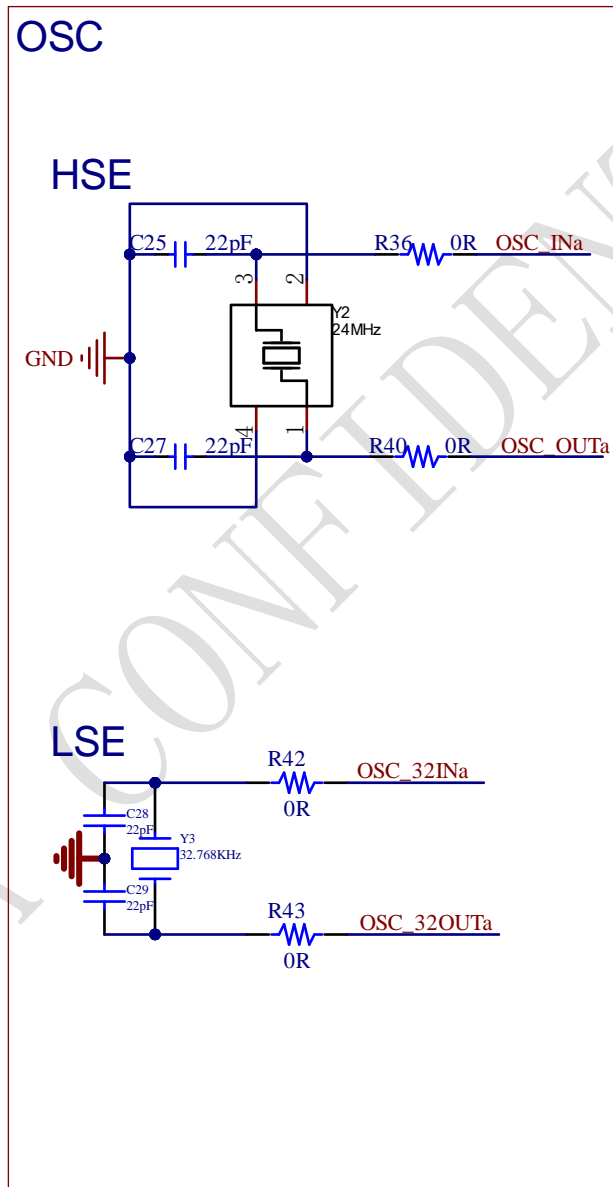 OSC
HSE
C25 22pF R36 0R OSC_INa
3 2
Y2
24MHz
GND
4 1
C27 22pF R40 0R OSC_OUTa
CONFIDENT
LSE
R42 OSC_32INa
0R
C28
22pF
Y3
32.768KHz
C29
22pF
R43 OSC_32OUTa
0R